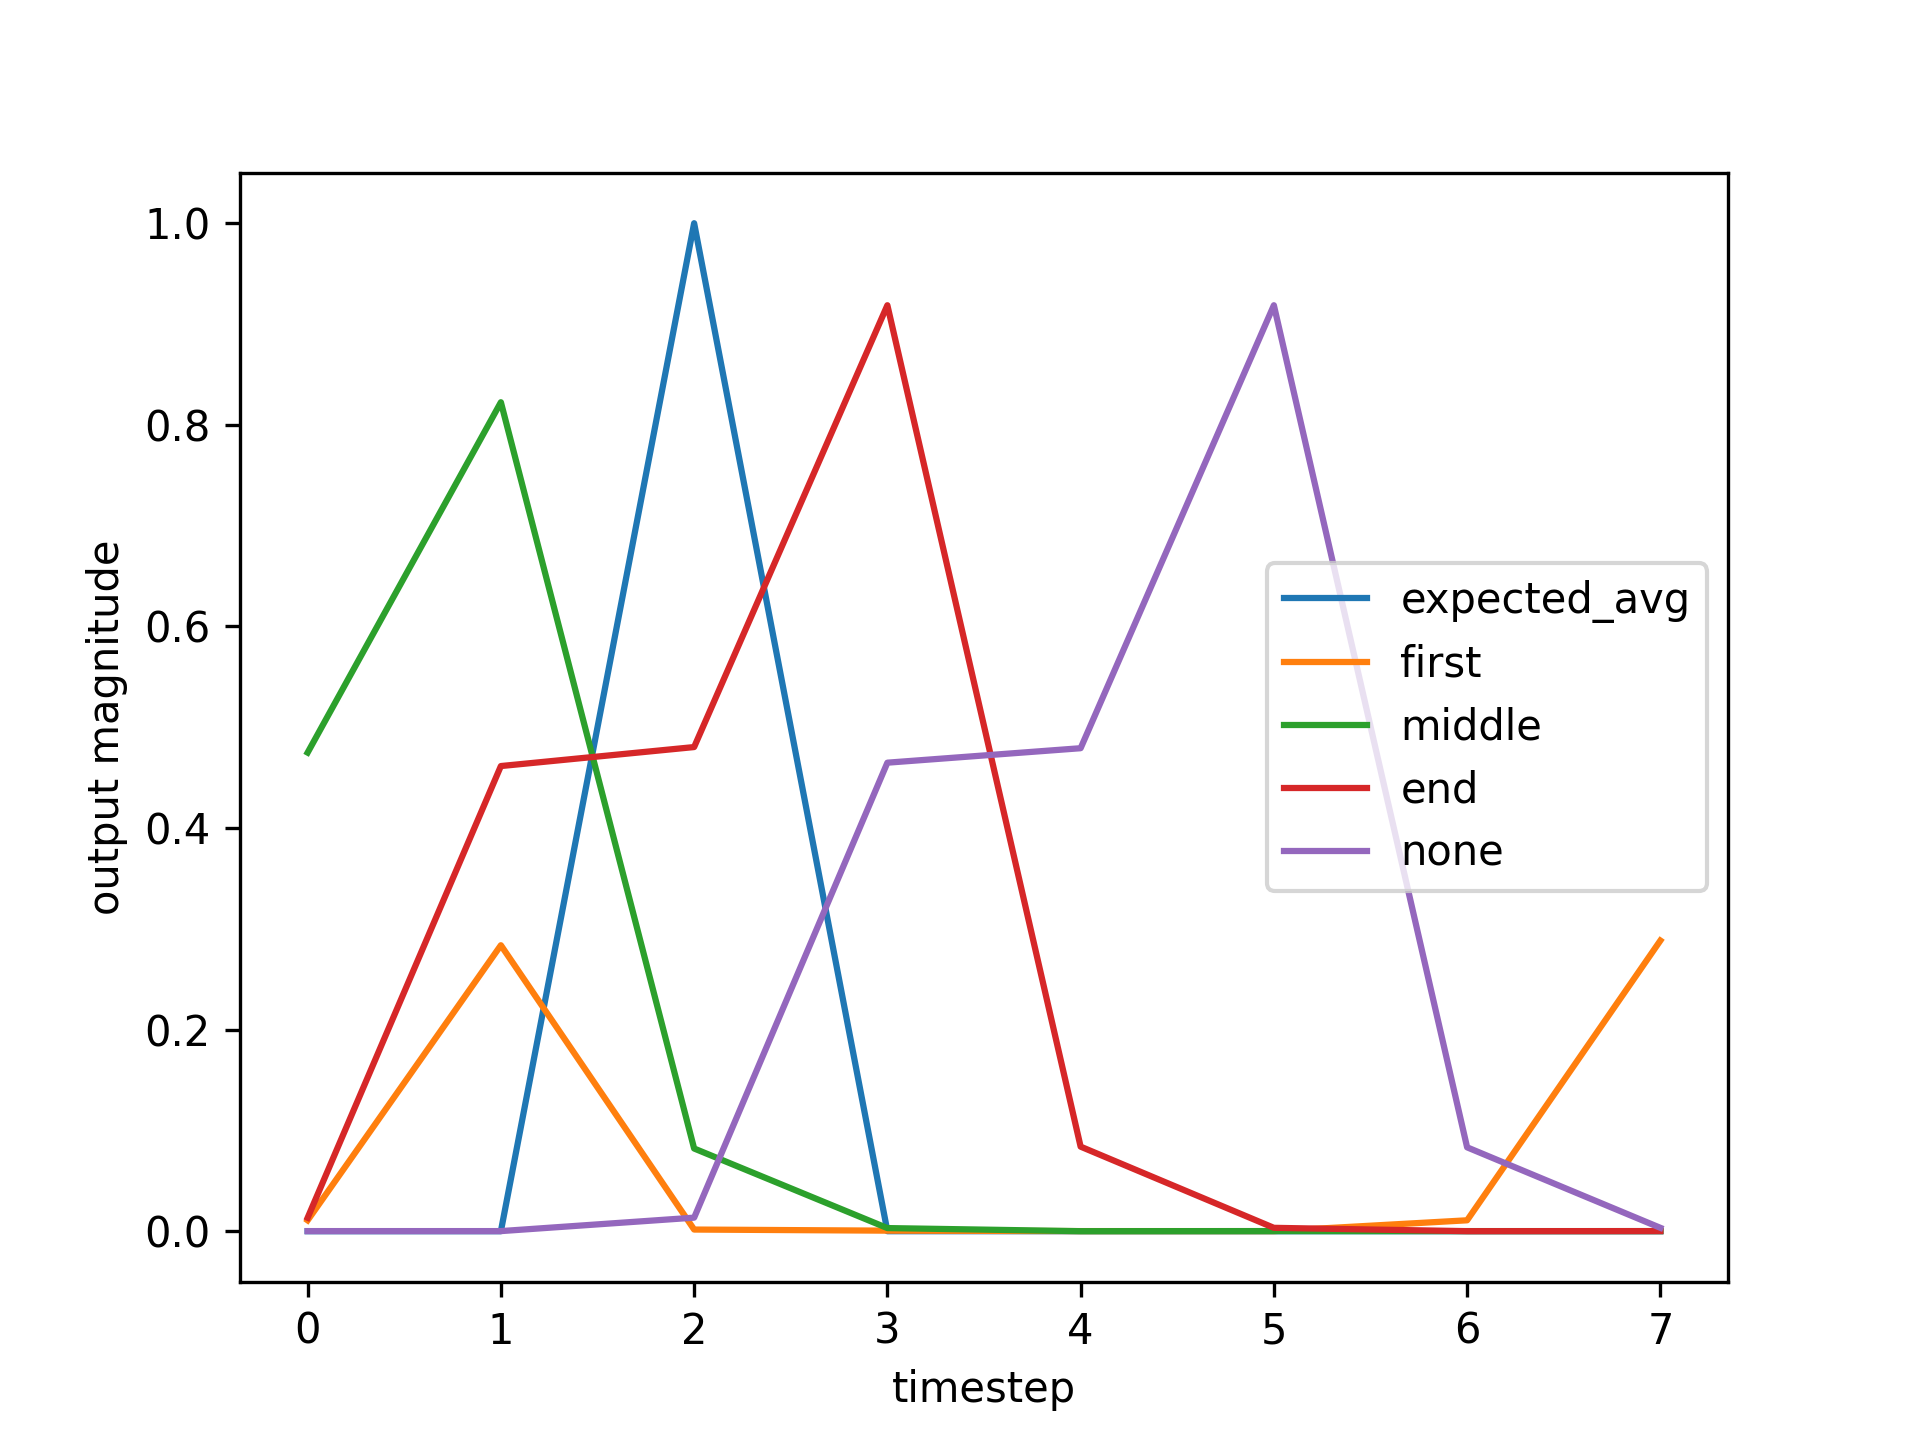 1.0
0.8
0.6
0.4
0.2
0.0
output magnitude
expected_avg
first
middle
end
none
0 1 2 3 4 5 6 7
timestep